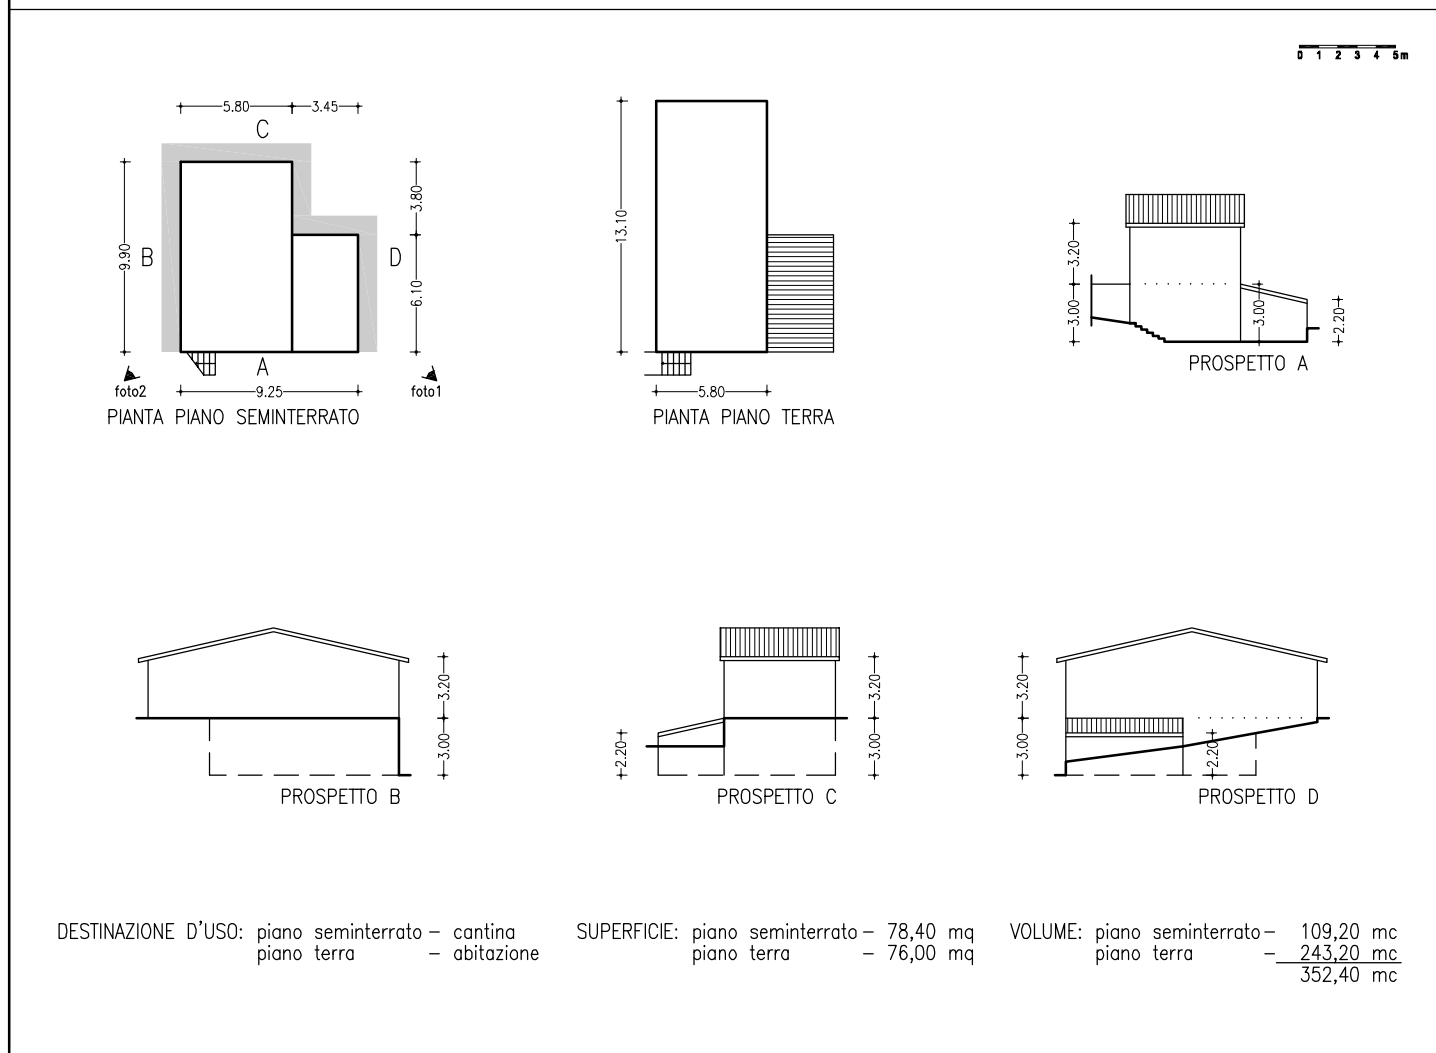 0 1 2 3 4 5m
5.80 3.45
C
9.90 B D 3.80 6.10
A
foto2 9.25 foto1
PIANTA PIANO SEMINTERRATO
13.10
5.80
PIANTA PIANO TERRA
3.20
3.00 3.00 2.20
PROSPETTO A
3.20
3.00
PROSPETTO B
3.20
2.20 3.00
PROSPETTO C
3.20
3.00 2.20
PROSPETTO D
DESTINAZIONE D'USO: piano seminterrato – cantina
piano terra – abitazione
SUPERFICIE: piano seminterrato – 78,40 mq
piano terra – 76,00 mq
VOLUME: piano seminterrato – 109,20 mc
piano terra – 243,20 mc
352,40 mc